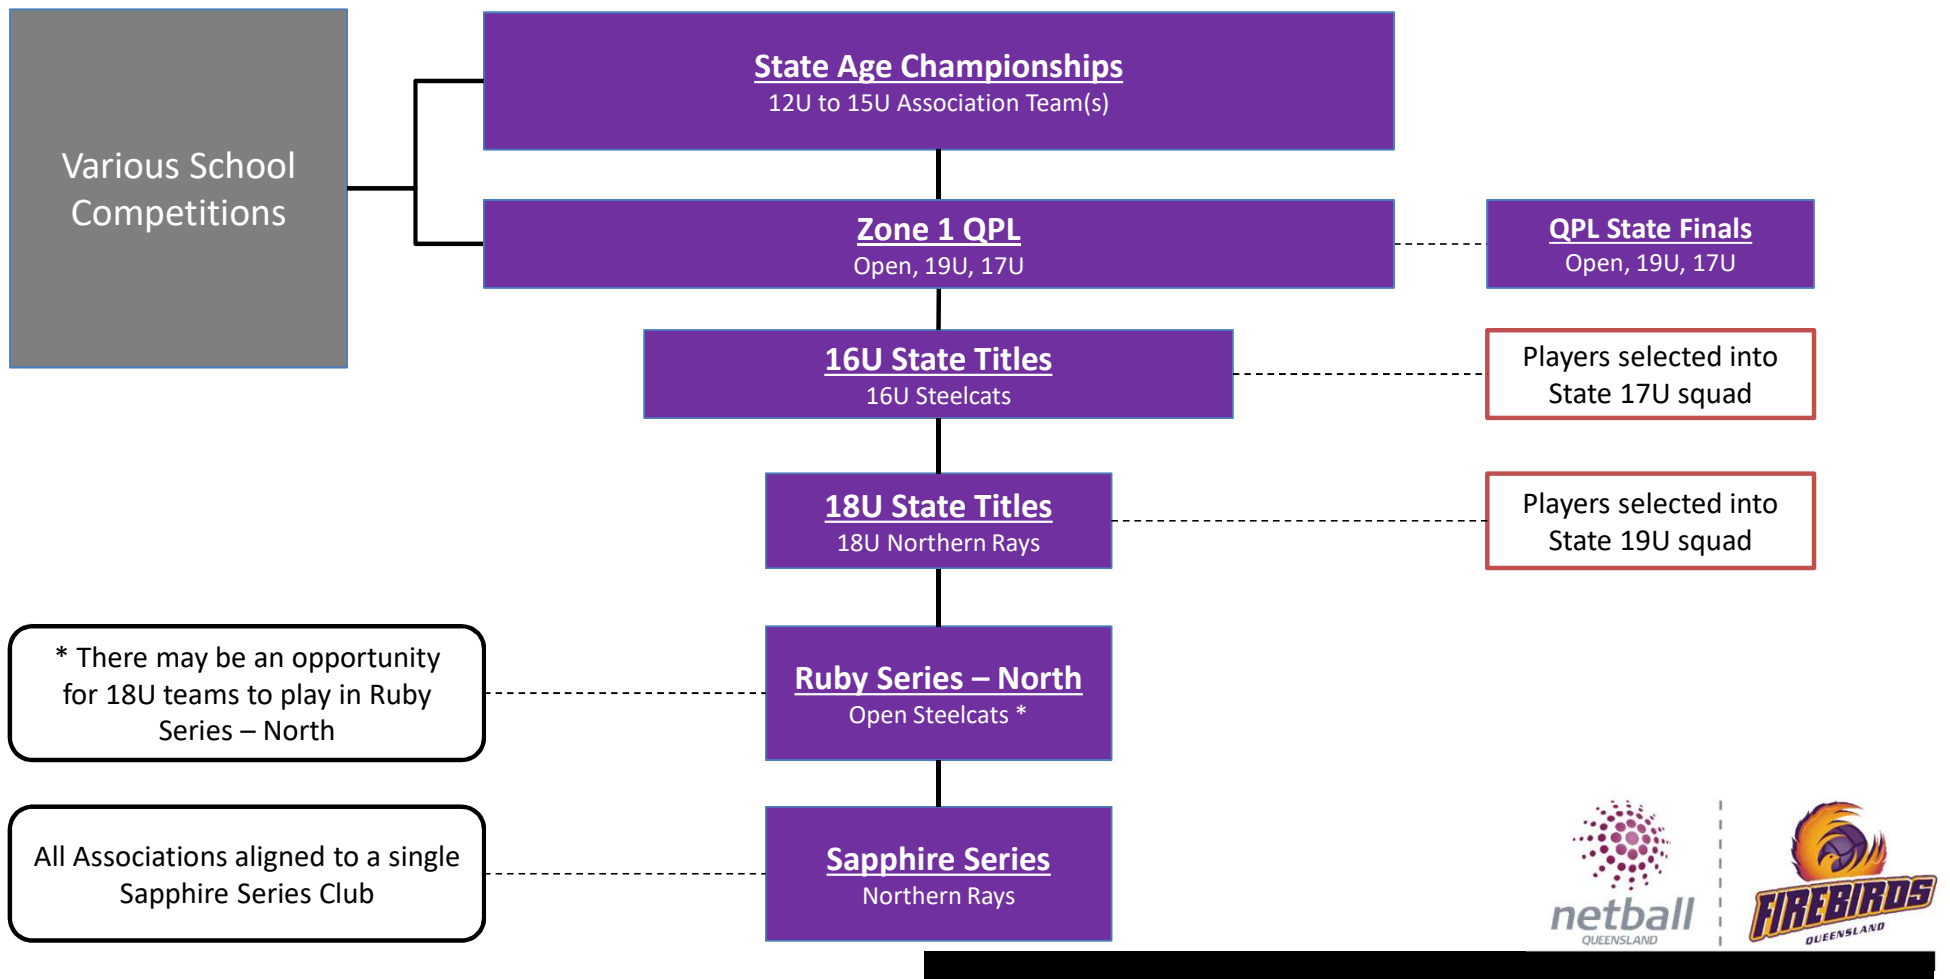 State Age Championships
12U to 15U Association Team(s)
Various School
Competitions
Zone 1 QPL
Open, 19U, 17U
QPL State Finals
Open, 19U, 17U
16U State Titles
16U Steelcats
Players selected into
State 17U squad
18U State Titles
18U Northern Rays
Players selected into
State 19U squad
* There may be an opportunity
for 18U teams to play in Ruby
Series – North
Ruby Series – North
Open Steelcats *
All Associations aligned to a single
Sapphire Series Club
Sapphire Series
Northern Rays
netball
QUEENSLAND
FIREBIRDS
QUEENSLAND